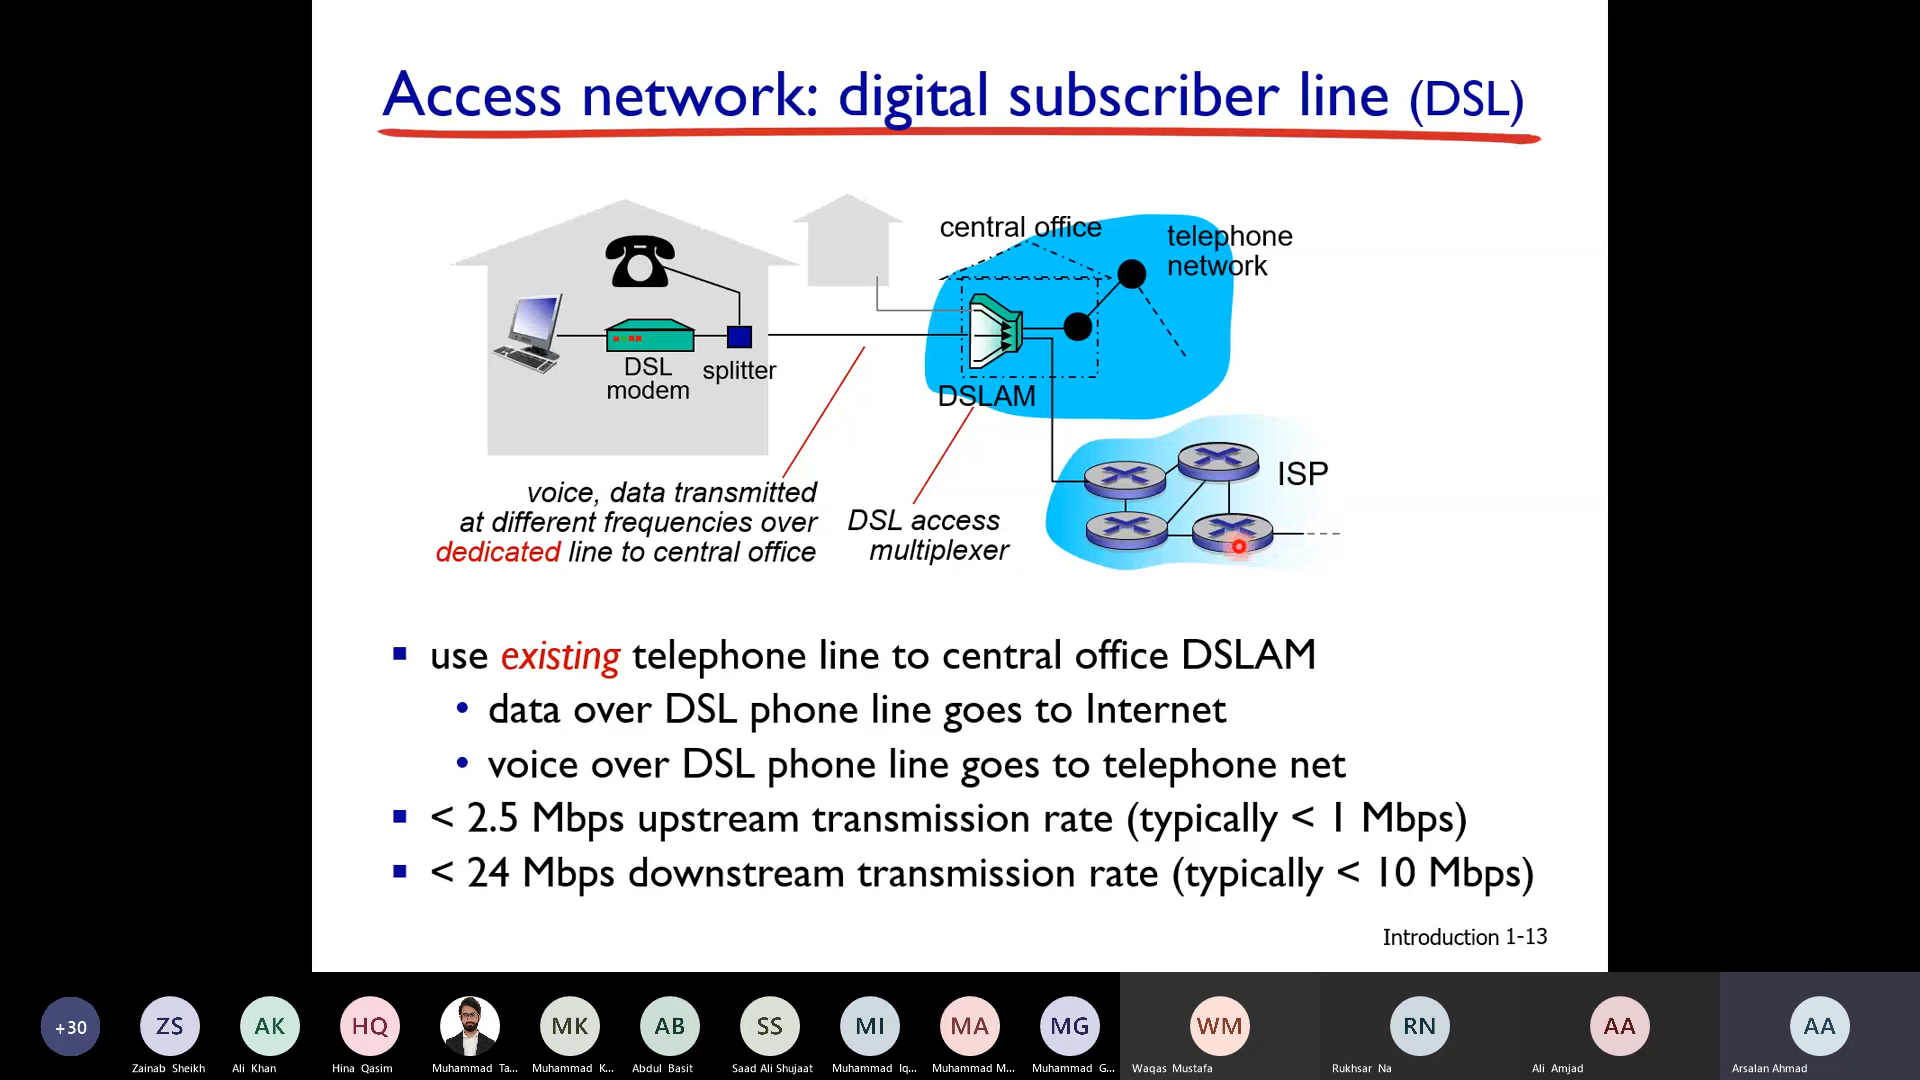 Access network: digital subscriber line (DSL)
central office
telephone
network
DSL
modem
splitter
DSLAM
ISP
voice, data transmitted
at different frequencies over
dedicated line to central office
DSL access
multiplexer
use existing telephone line to central office DSLAM
• data over DSL phone line goes to Internet
• voice over DSL phone line goes to telephone net
< 2.5 Mbps upstream transmission rate (typically < 1 Mbps)
< 24 Mbps downstream transmission rate (typically < 10 Mbps)
Introduction 1-13
+30 ZS AK HQ MK AB SS MI MA MG WM RN AA AA
Zainab Sheikh Ali Khan Hina Qasim Muhammad Ta... Muhammad K... Abdul Basit Saad Ali Shujaat Muhammad Iq... Muhammad M... Muhammad G... Waqas Mustafa Rukhsar Na Ali Amjad Arsalan Ahmad